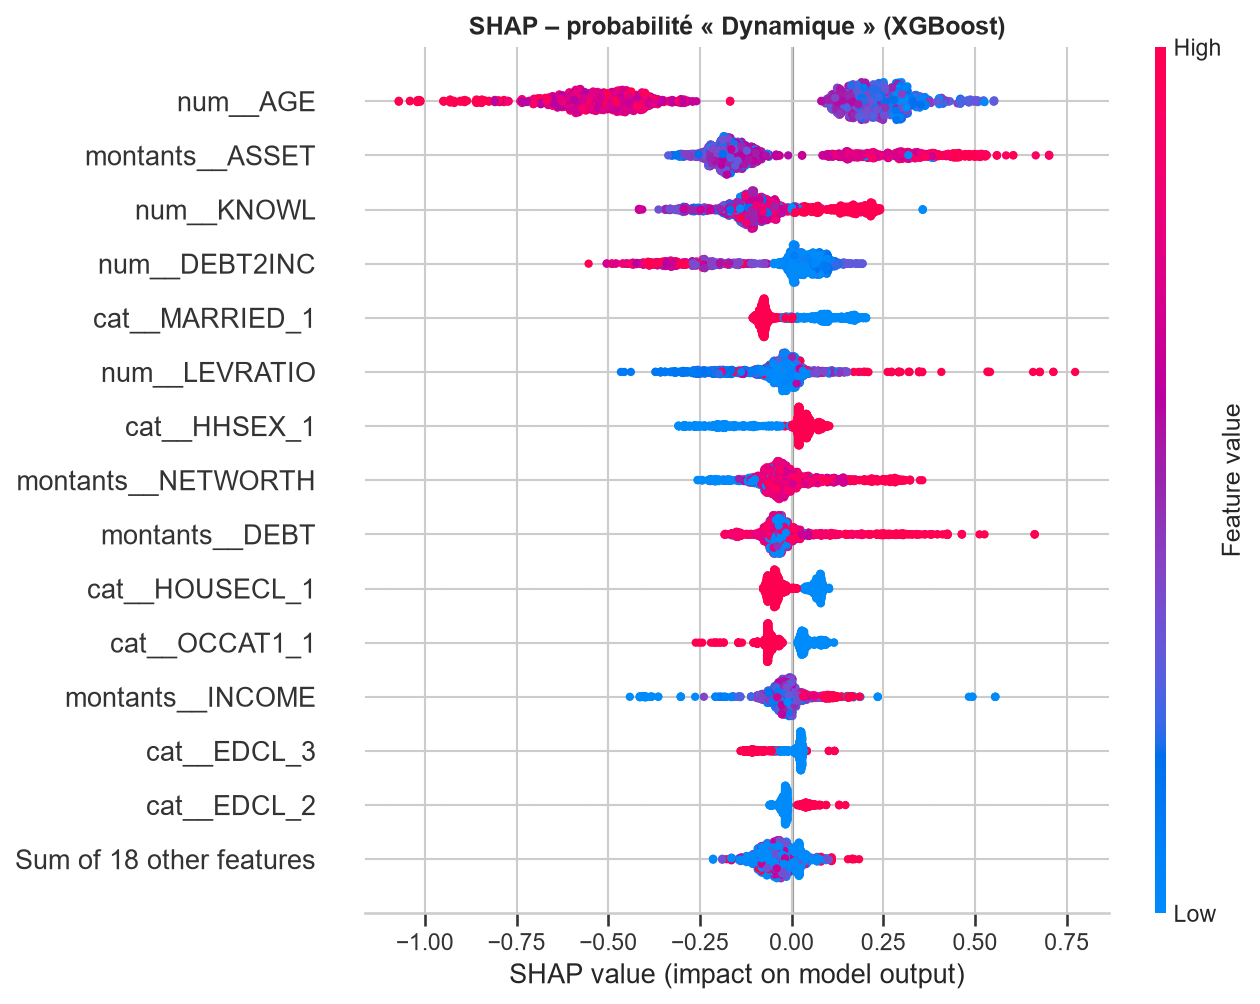 SHAP – probabilité « Dynamique » (XGBoost)
High
num__AGE
montants__ASSET
num__KNOWL
num__DEBT2INC
cat__MARRIED_1
num__LEVRATIO
cat__HHSEX_1
montants__NETWORTH
montants__DEBT
cat__HOUSECL_1
cat__OCCAT1_1
montants__INCOME
cat__EDCL_3
cat__EDCL_2
Sum of 18 other features
Feature value
Low
−1.00 −0.75 −0.50 −0.25 0.00 0.25 0.50 0.75
SHAP value (impact on model output)